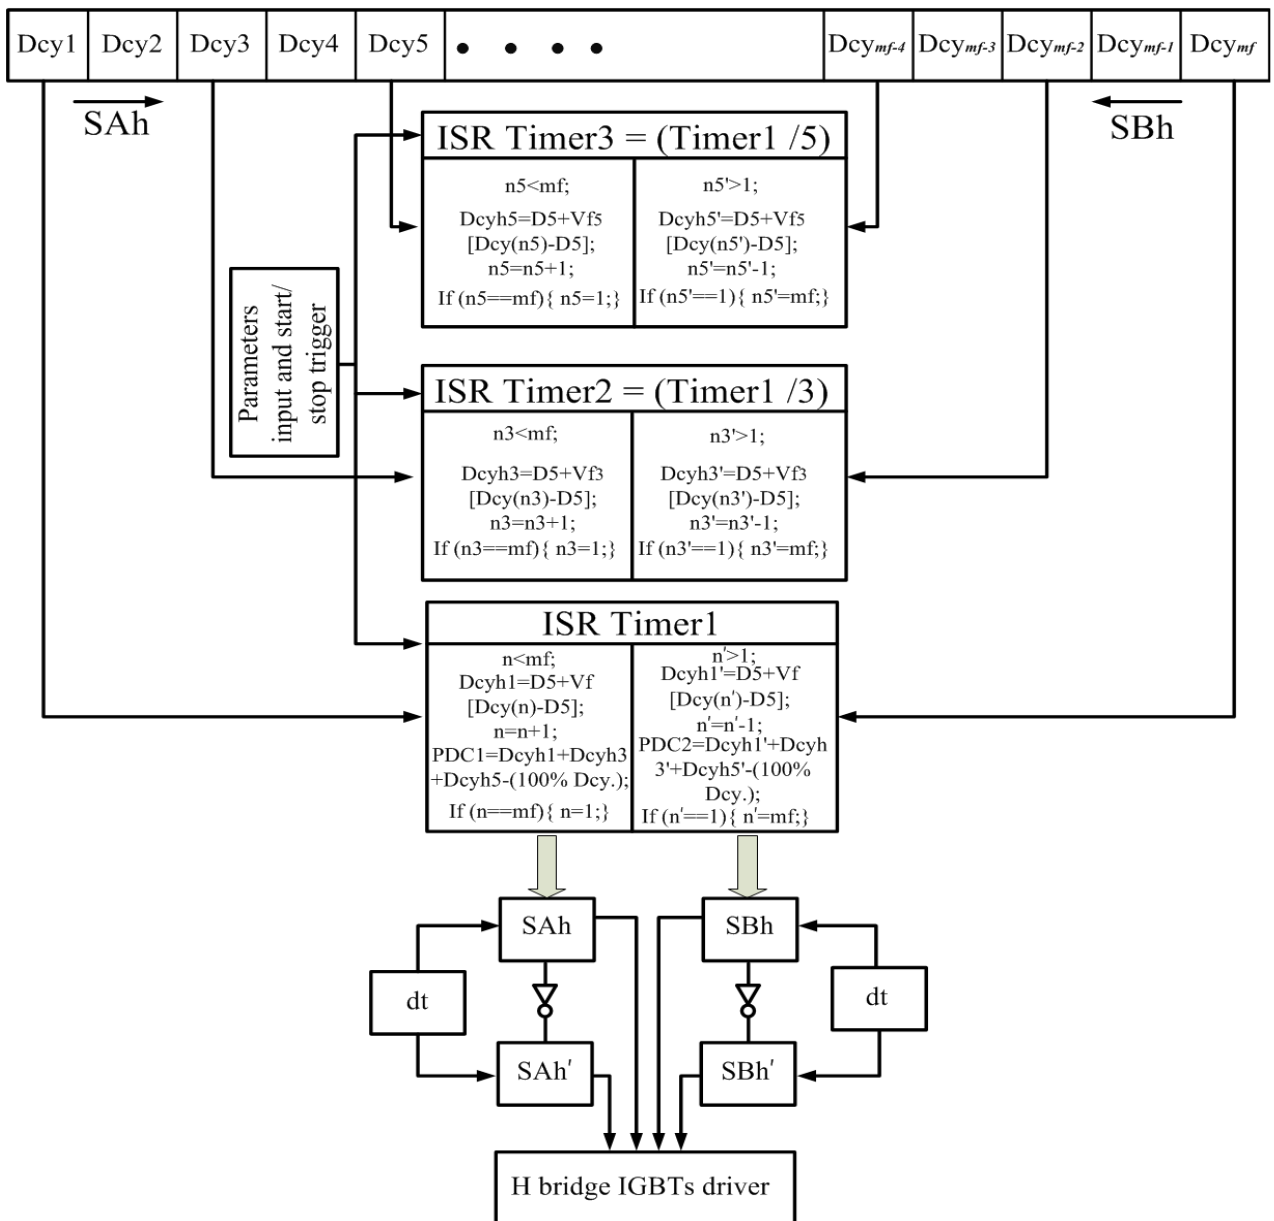 Dcy1 Dcy2 Dcy3 Dcy4 Dcy5 • • • • Dcymf-4 Dcymf-3 Dcymf-2 Dcymf-1 Dcymf
SAh
SBh
ISR Timer3 = (Timer1 /5)
n5<mf;
Dcyh5=D5+Vf5
[Dcy(n5)-D5];
n5=n5+1;
If (n5==mf){ n5=1;}
n5'>1;
Dcyh5'=D5+Vf5
[Dcy(n5')-D5];
n5'=n5'-1;
If (n5'==1){ n5'=mf;}
Parameters
input and start/
stop trigger
ISR Timer2 = (Timer1 /3)
n3<mf;
Dcyh3=D5+Vf3
[Dcy(n3)-D5];
n3=n3+1;
If (n3==mf){ n3=1;}
n3'>1;
Dcyh3'=D5+Vf3
[Dcy(n3')-D5];
n3'=n3'-1;
If (n3'==1){ n3'=mf;}
ISR Timer1
n<mf;
Dcyh1=D5+Vf
[Dcy(n)-D5];
n=n+1;
PDC1=Dcyh1+Dcyh3
+Dcyh5-(100% Dcy.);
If (n==mf){ n=1;}
n'>1;
Dcyh1'=D5+Vf
[Dcy(n')-D5];
n'=n'-1;
PDC2=Dcyh1'+Dcyh
3'+Dcyh5'-(100%
Dcy.);
If (n'==1){ n'=mf;}
SAh
SBh
dt
dt
SAh'
SBh'
H bridge IGBTs driver